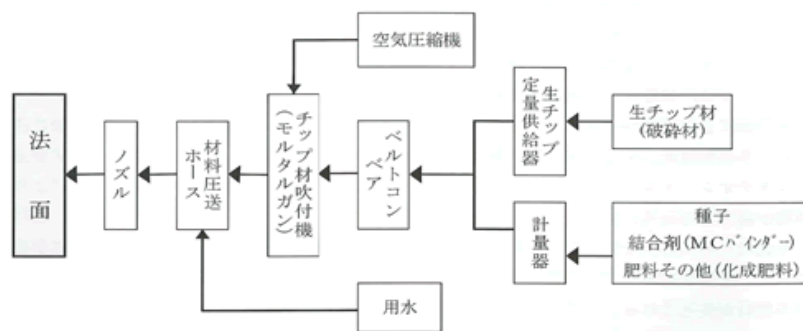 空気圧縮機
法面
ノズル
材料圧送
ホース
チップ材吹付機
(モルタルガン)
ベルトコン
ベア
生チップ
定量供給器
生チップ材
(破砕材)
計量器
種子
結合剤(MCバインダー)
肥料その他(化成肥料)
用水